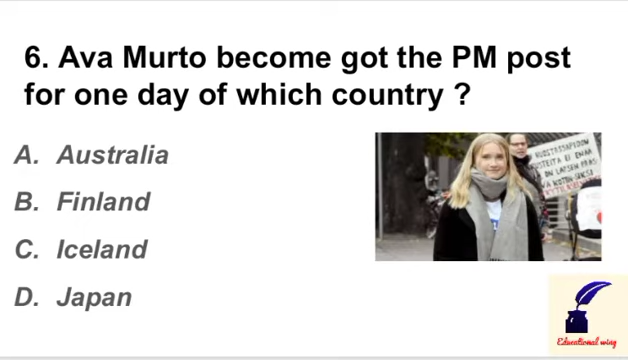 6. Ava Murto become got the PM post
for one day of which country ?
A. Australia
B. Finland
C. Iceland
D. Japan
Educational wing